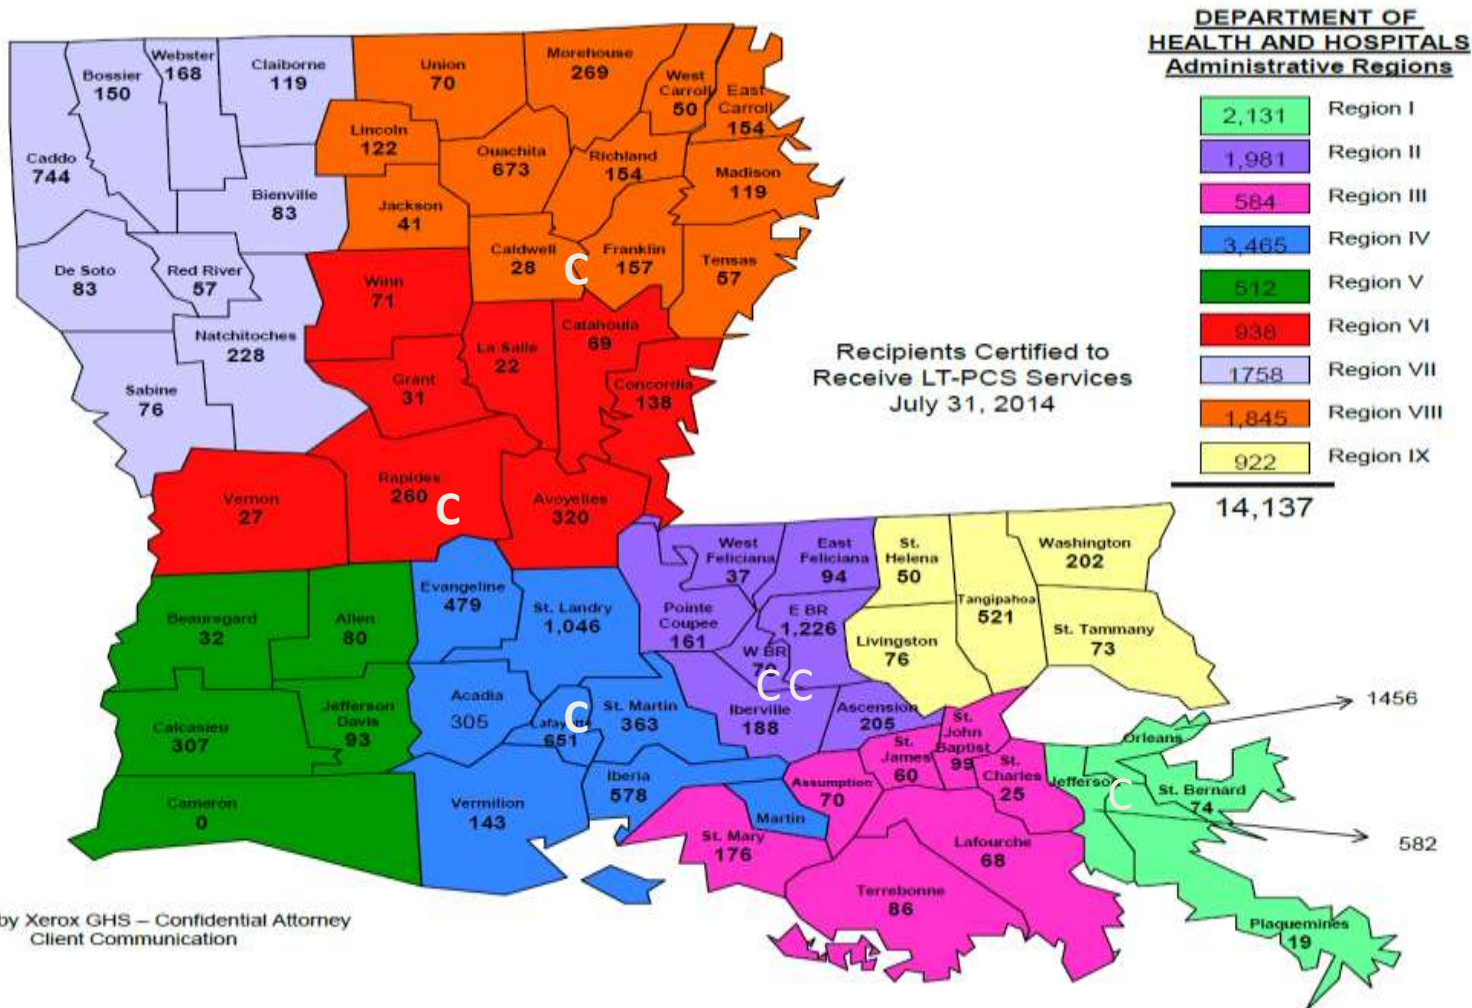 DEPARTMENT OF
HEALTH AND HOSPITALS
Administrative Regions
2,131 Region I
1,981 Region II
584 Region III
3,465 Region IV
512 Region V
938 Region VI
1758 Region VII
1,845 Region VIII
922 Region IX
14,137
Recipients Certified to
Receive LT-PCS Services
July 31, 2014
Caddo
744
Bossier
150
Webster
168
Claiborne
119
Bienville
83
De Soto
83
Red River
57
Natchitoches
228
Sabine
76
Union
70
Morehouse
269
West
Carroll
50
East
Carroll
154
Lincoln
122
Ouachita
673
Richland
154
Madison
119
Jackson
41
Caldwell
28
C
Franklin
157
Tensas
57
Winn
71
Grant
31
La Salle
22
Catahoula
69
Concordia
138
Vernon
27
Rapides
260
C
Avoyelles
320
Beauregard
32
Allen
80
Calcasieu
307
Jefferson
Davis
93
Cameron
0
Evangeline
479
St. Landry
1,046
Acadia
305
Lafayette
651
C
St. Martin
363
Iberia
578
Vermilion
143
Martin
West
Feliciana
37
East
Feliciana
94
Pointe
Coupee
161
E BR
1,226
W BR
70
C C
Iberville
188
Ascension
205
St.
Helena
50
Tangipahoa
521
Washington
202
Livingston
76
St. Tammany
73
St.
John
Baptist
99
St.
James
60
St.
Charles
25
Assumption
70
St. Mary
176
Lafourche
68
Terrebonne
86
Orleans
1456
Jefferson
C
582
St. Bernard
74
Plaquemines
19
by Xerox GHS – Confidential Attorney
Client Communication